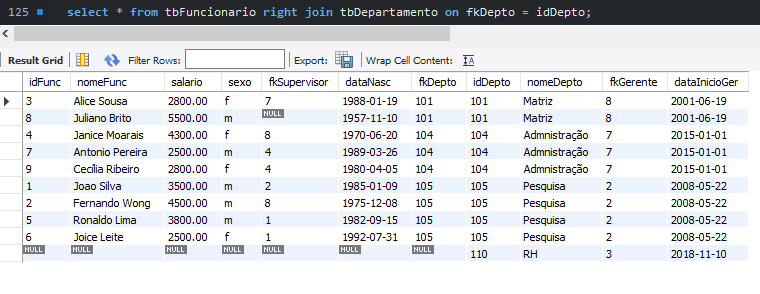 125 select * from tbFuncionario right join tbDepartamento on fkDepto = idDepto;
Result Grid Filter Rows: Export: Wrap Cell Content: IA
idFunc nomeFunc salario sexo fkSupervisor dataNasc fkDepto idDepto nomeDepto fkGerente dataInicioGer
3 Alice Sousa 2800.00 f 7 1988-01-19 101 101 Matriz 8 2001-06-19
8 Juliano Brito 5500.00 m NULL 1957-11-10 101 101 Matriz 8 2001-06-19
4 Janice Moarais 4300.00 f 8 1970-06-20 104 104 Admnistração 7 2015-01-01
7 Antonio Pereira 2500.00 m 4 1989-03-26 104 104 Admnistração 7 2015-01-01
9 Cecília Ribeiro 2800.00 f 4 1980-04-05 104 104 Admnistração 7 2015-01-01
1 Joao Silva 3500.00 m 2 1985-01-09 105 105 Pesquisa 2 2008-05-22
2 Fernando Wong 4500.00 m 8 1975-12-08 105 105 Pesquisa 2 2008-05-22
5 Ronaldo Lima 3800.00 m 1 1982-09-15 105 105 Pesquisa 2 2008-05-22
6 Joice Leite 2500.00 f 1 1992-07-31 105 105 Pesquisa 2 2008-05-22
NULL NULL NULL NULL NULL NULL NULL 110 RH 3 2018-11-10